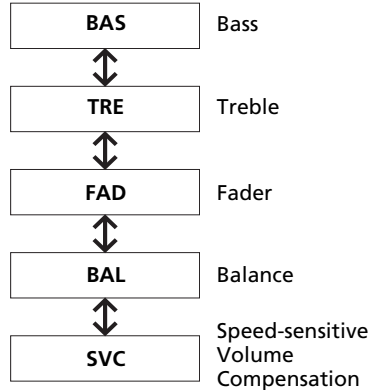 BAS Bass
TRE Treble
FAD Fader
BAL Balance
SVC Speed-sensitive
Volume
Compensation